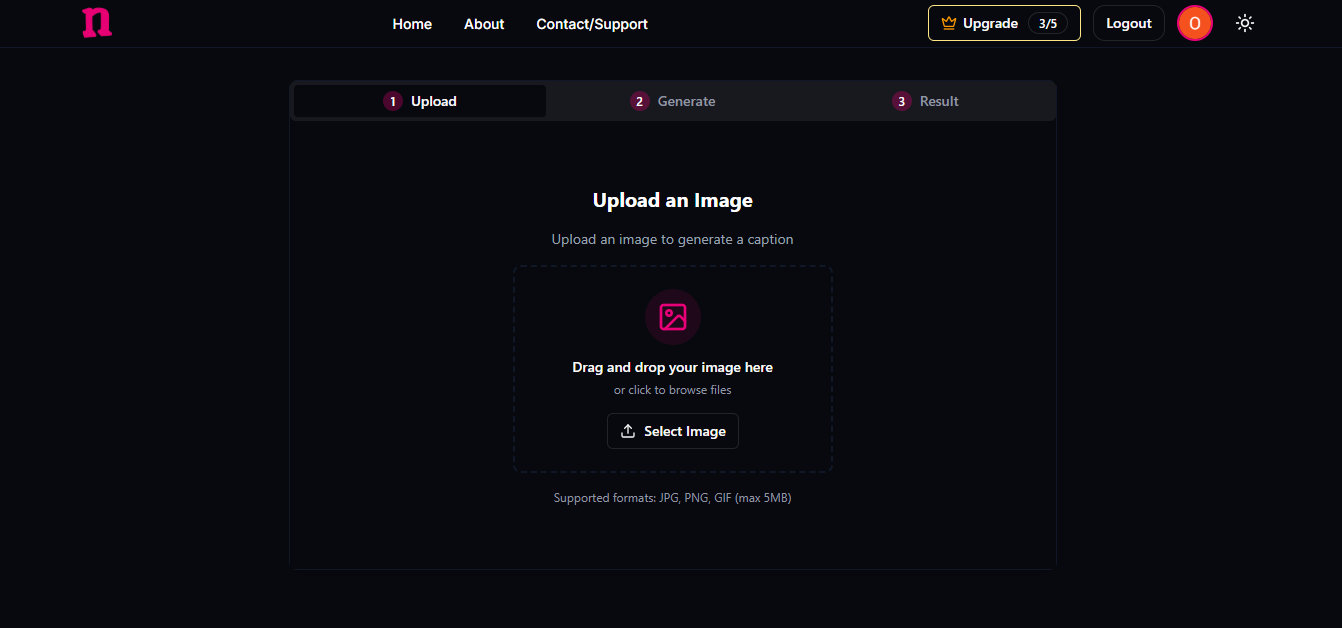 n
Home About Contact/Support Upgrade 3/5 Logout O
1 Upload 2 Generate 3 Result
Upload an Image
Upload an image to generate a caption
Drag and drop your image here
or click to browse files
Select Image
Supported formats: JPG, PNG, GIF (max 5MB)